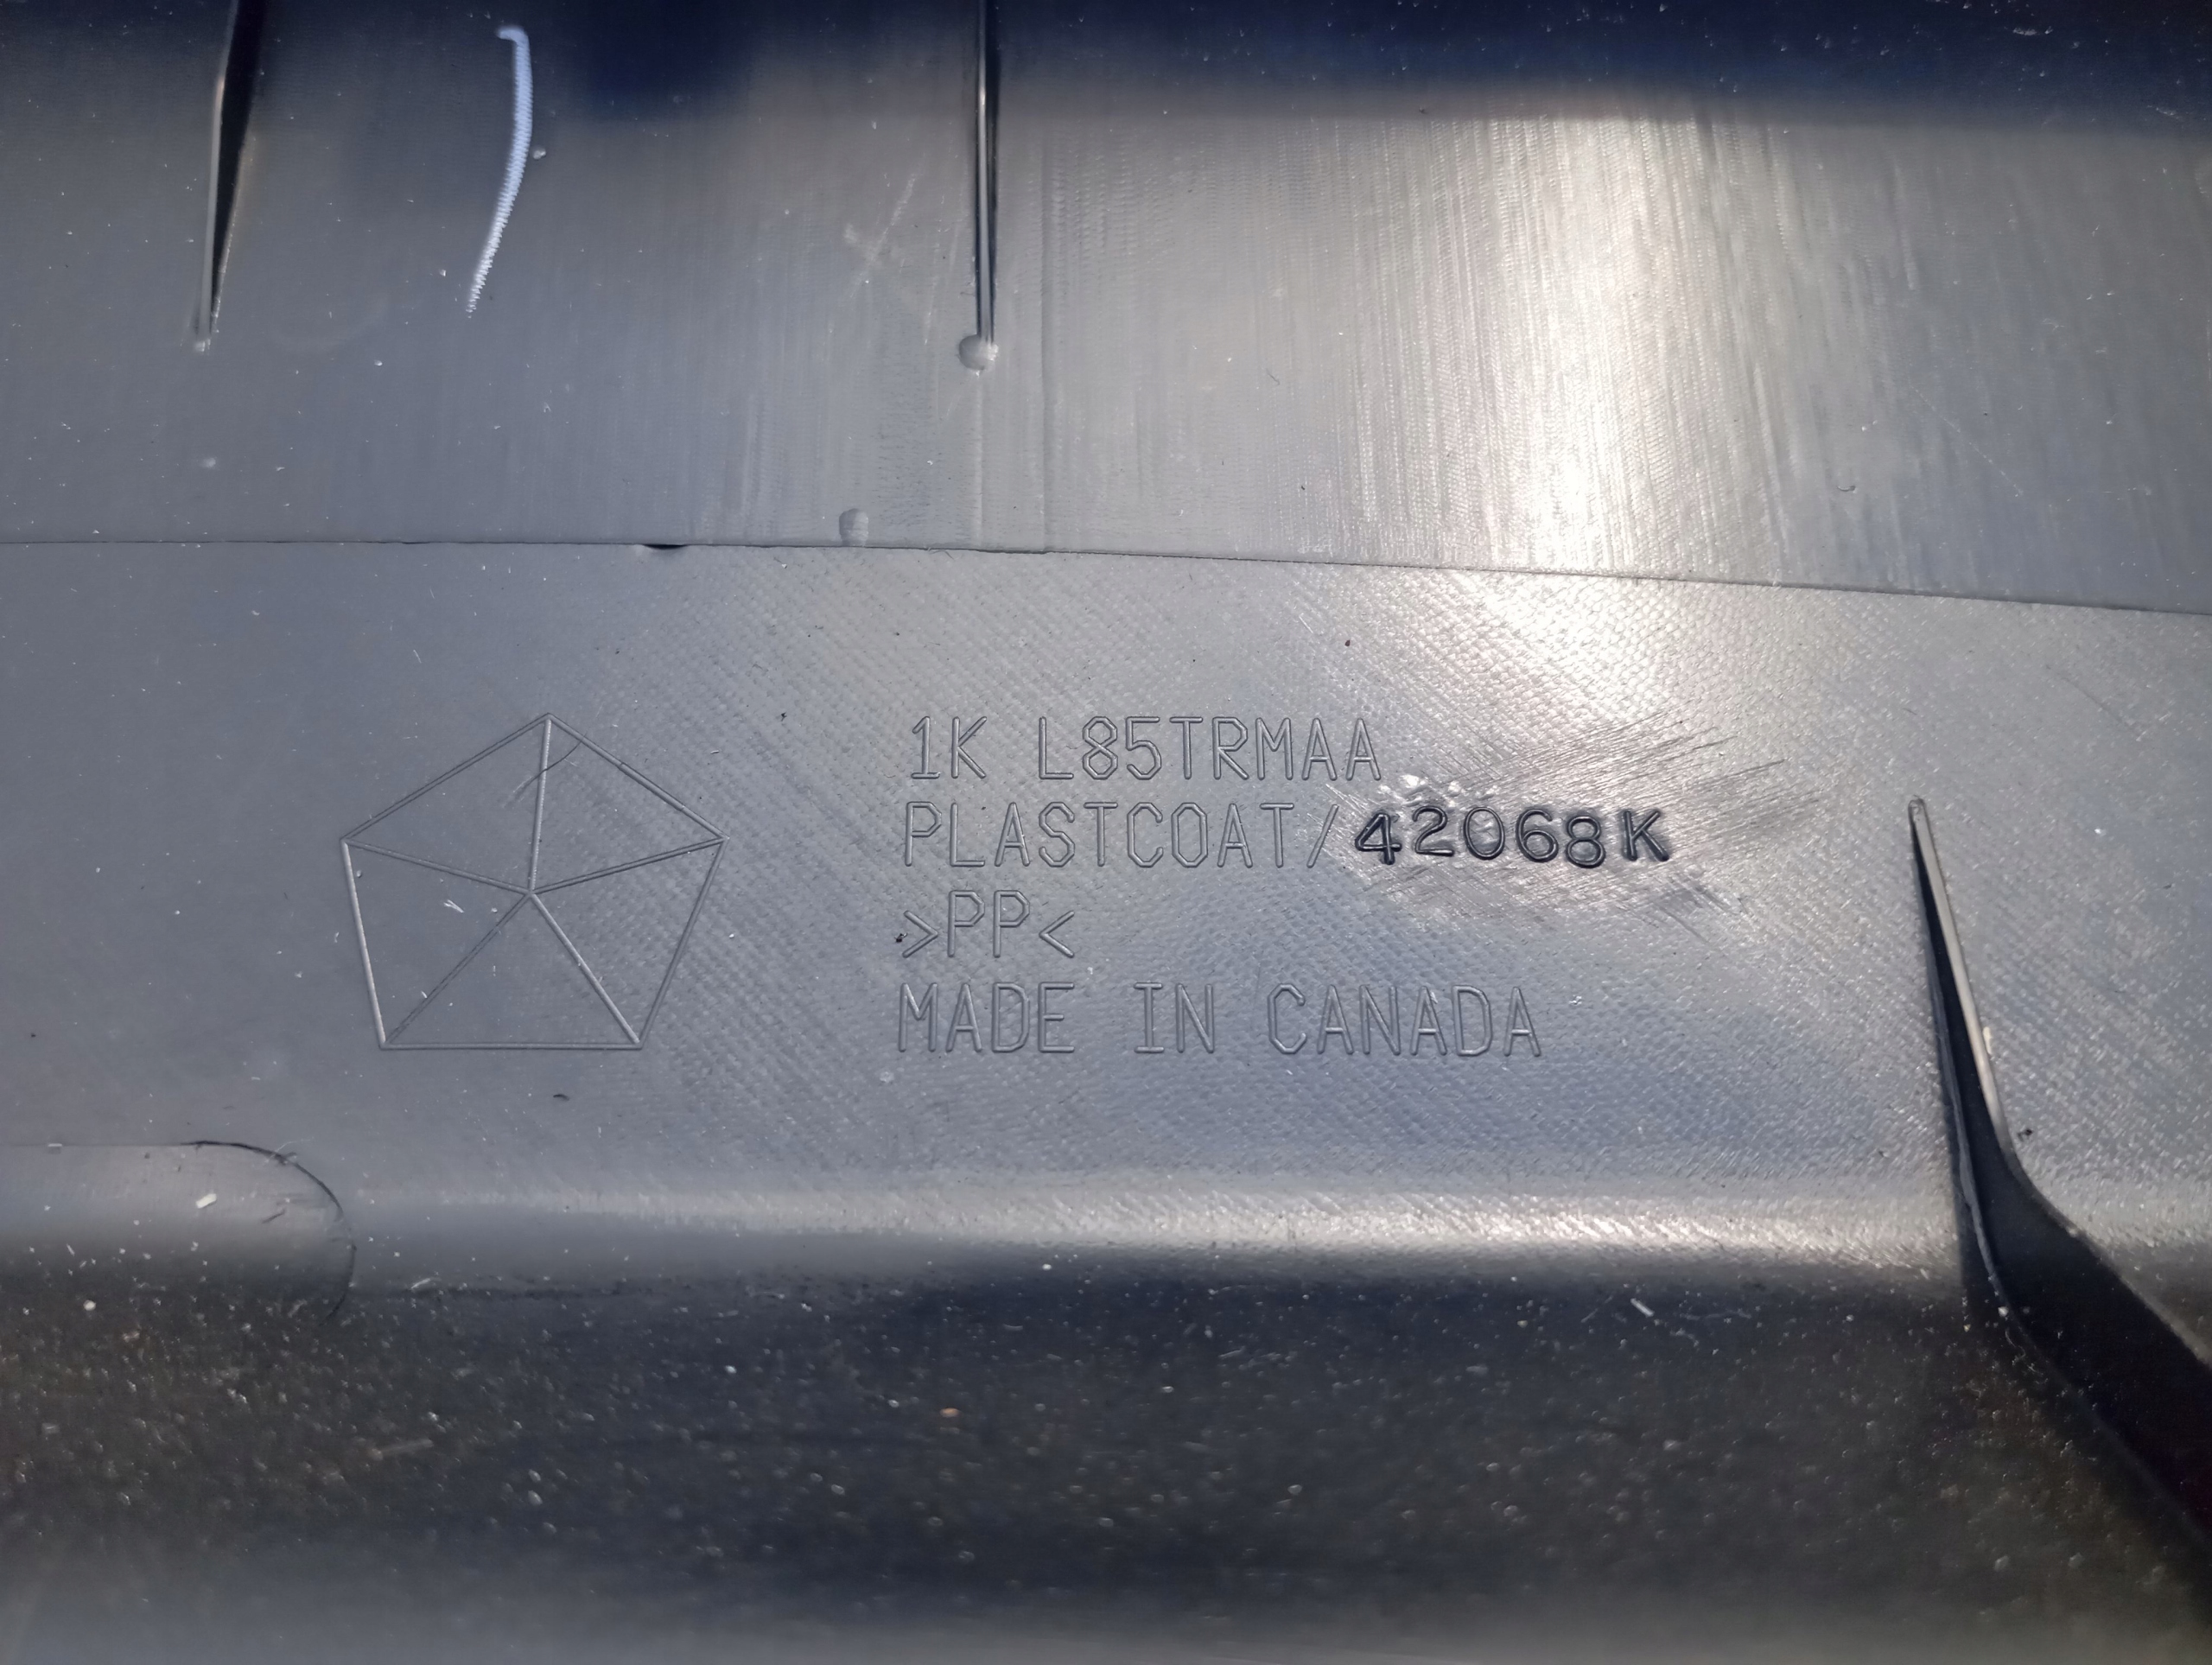 1K L85TRMAA
PLASTCOAT/42068K
>PP<
MADE IN CANADA